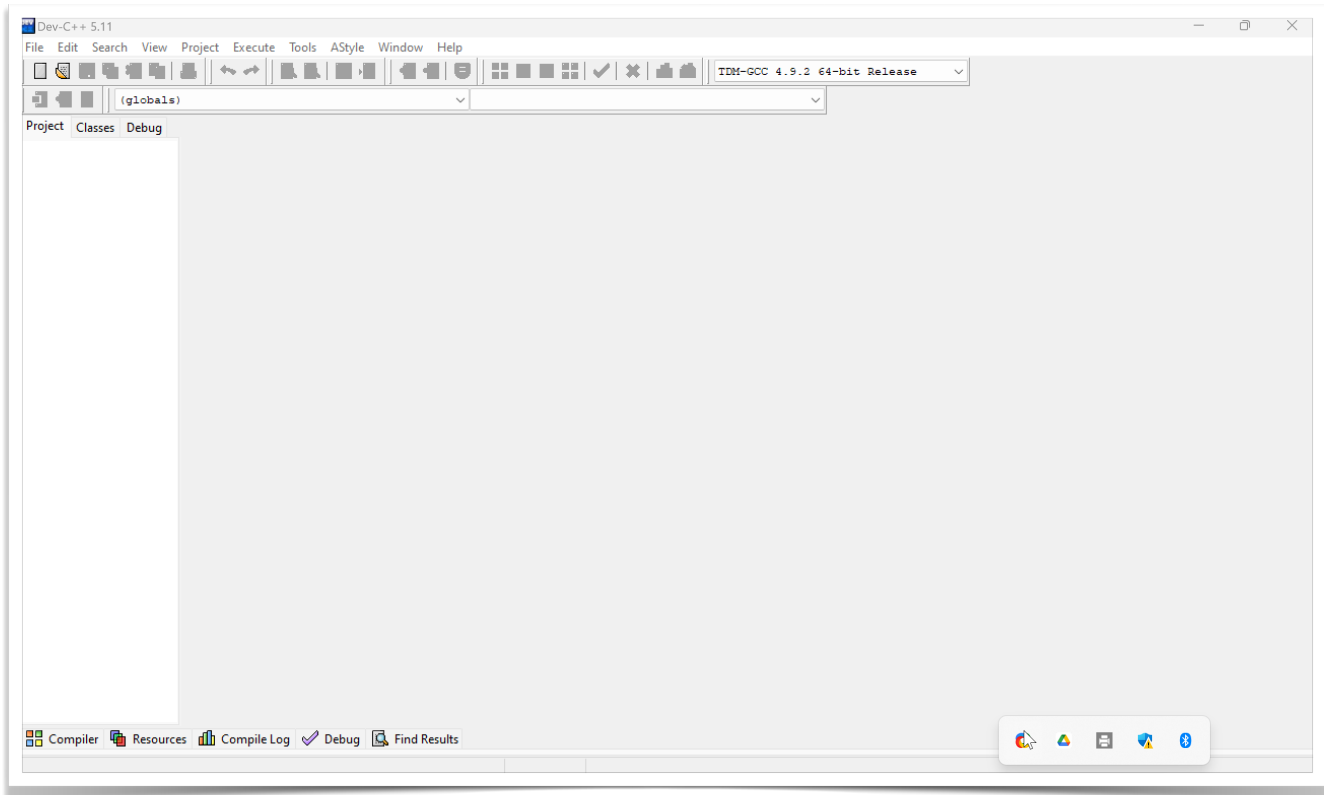 Dev-C++ 5.11
File Edit Search View Project Execute Tools AStyle Window Help
TDM-GCC 4.9.2 64-bit Release
(globals)
Project Classes Debug
Compiler Resources Compile Log Debug Find Results